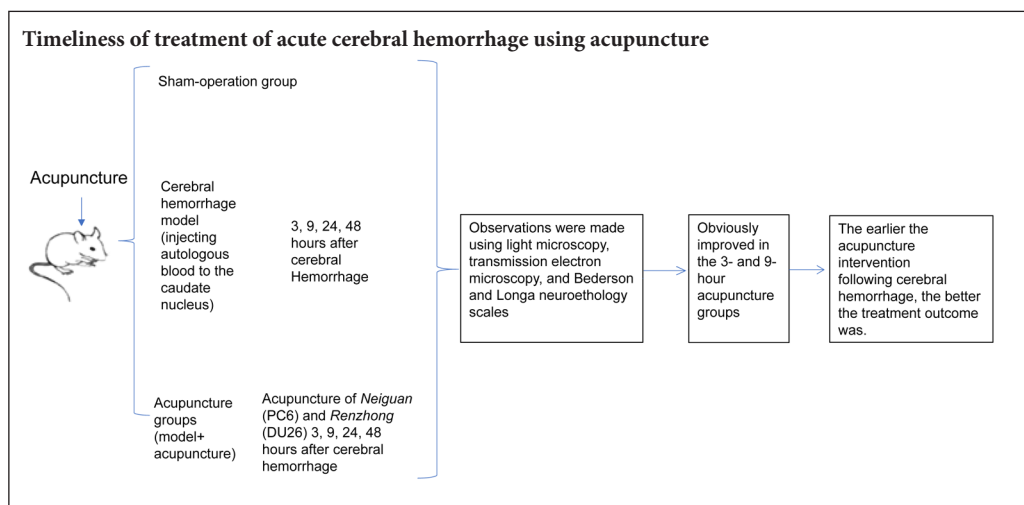 Timeliness of treatment of acute cerebral hemorrhage using acupuncture
Acupuncture
Sham-operation group
Cerebral
hemorrhage
model
(injecting
autologous
blood to the
caudate
nucleus)
3, 9, 24, 48
hours after
cerebral
Hemorrhage
Acupuncture
groups
(model+
acupuncture)
Acupuncture of Neiguan
(PC6) and Renzhong
(DU26) 3, 9, 24, 48
hours after cerebral
hemorrhage
Observations were made
using light microscopy,
transmission electron
microscopy, and Bederson
and Longa neuroethology
scales
Obviously
improved in
the 3- and 9-
hour
acupuncture
groups
The earlier the
acupuncture
intervention
following cerebral
hemorrhage, the better
the treatment outcome
was.